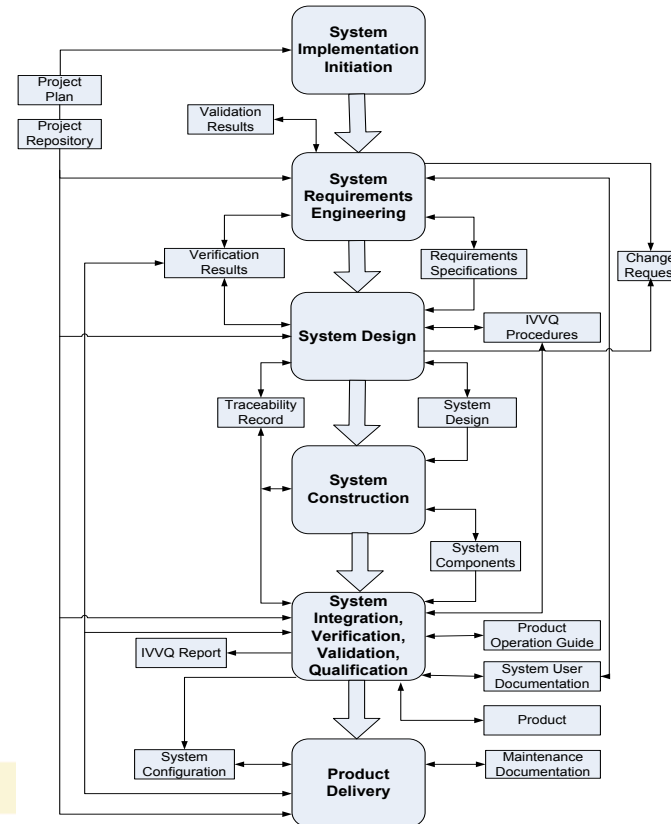 System
Implementation
Initiation
Project
Plan
Project
Repository
Validation
Results
System
Requirements
Engineering
Verification
Results
Requirements
Specifications
Change
Reques
System Design
IVVQ
Procedures
Traceability
Record
System
Design
System
Construction
System
Components
System
Integration,
Verification,
Validation,
Qualification
Product
Operation Guide
IVVQ Report
System User
Documentation
Product
System
Configuration
Product
Delivery
Maintenance
Documentation